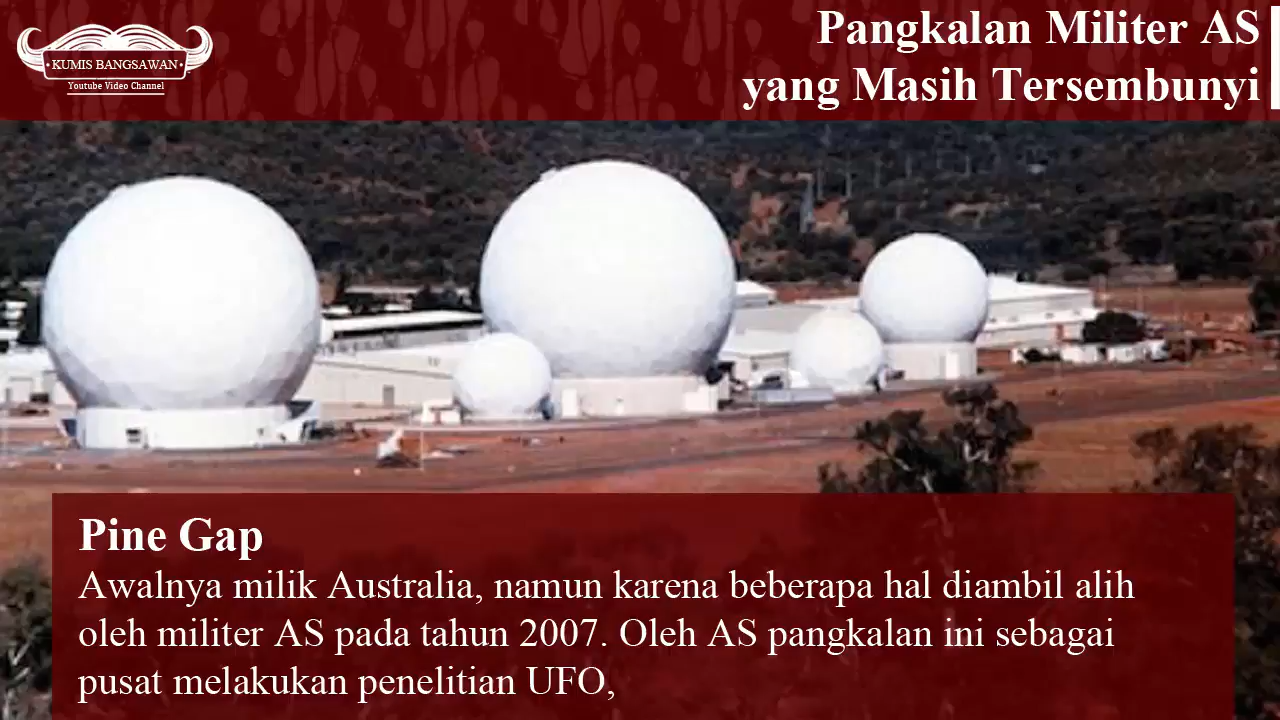 KUMIS BANGSAWAN
Youtube Video Channel
Pangkalan Militer AS
yang Masih Tersembunyi
Pine Gap
Awalnya milik Australia, namun karena beberapa hal diambil alih
oleh militer AS pada tahun 2007. Oleh AS pangkalan ini sebagai
pusat melakukan penelitian UFO,